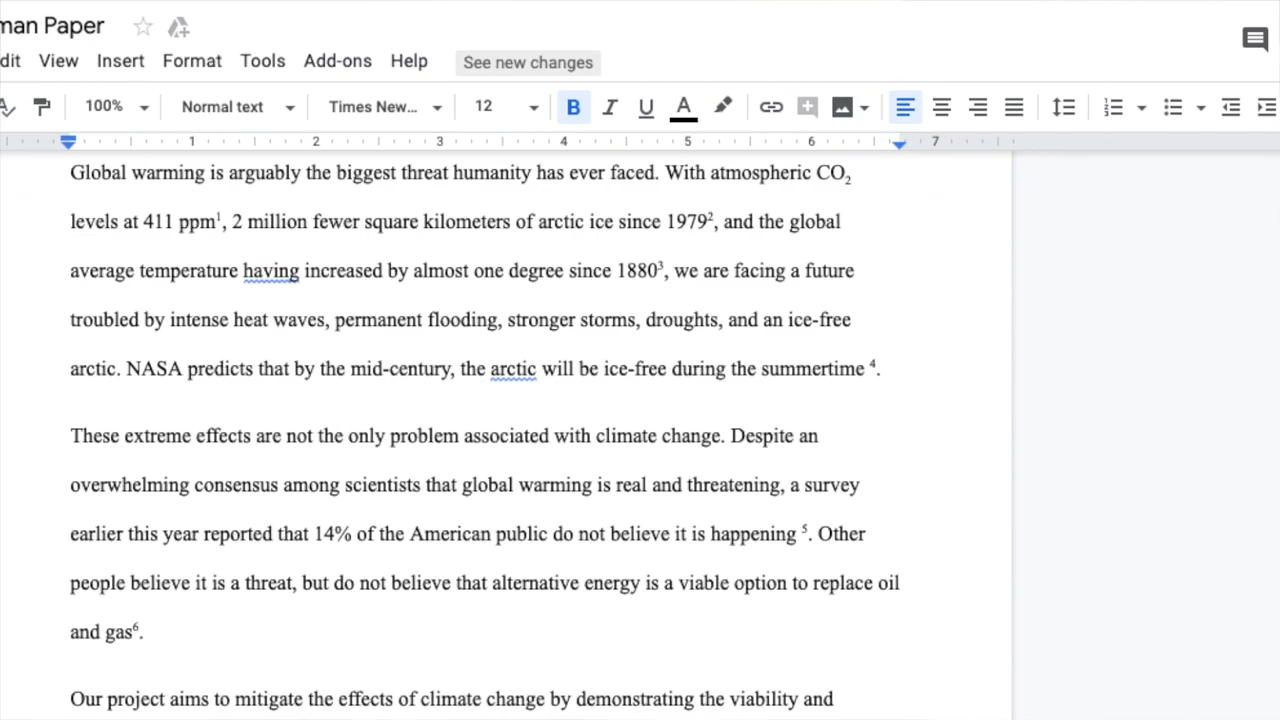 man Paper
dit View Insert Format Tools Add-ons Help See new changes
100% Normal text Times New... 12 B I U A
1 2 3 4 5 6 7
Global warming is arguably the biggest threat humanity has ever faced. With atmospheric CO₂
levels at 411 ppm¹, 2 million fewer square kilometers of arctic ice since 1979², and the global
average temperature having increased by almost one degree since 1880³, we are facing a future
troubled by intense heat waves, permanent flooding, stronger storms, droughts, and an ice-free
arctic. NASA predicts that by the mid-century, the arctic will be ice-free during the summertime ⁴.
These extreme effects are not the only problem associated with climate change. Despite an
overwhelming consensus among scientists that global warming is real and threatening, a survey
earlier this year reported that 14% of the American public do not believe it is happening ⁵. Other
people believe it is a threat, but do not believe that alternative energy is a viable option to replace oil
and gas⁶.
Our project aims to mitigate the effects of climate change by demonstrating the viability and